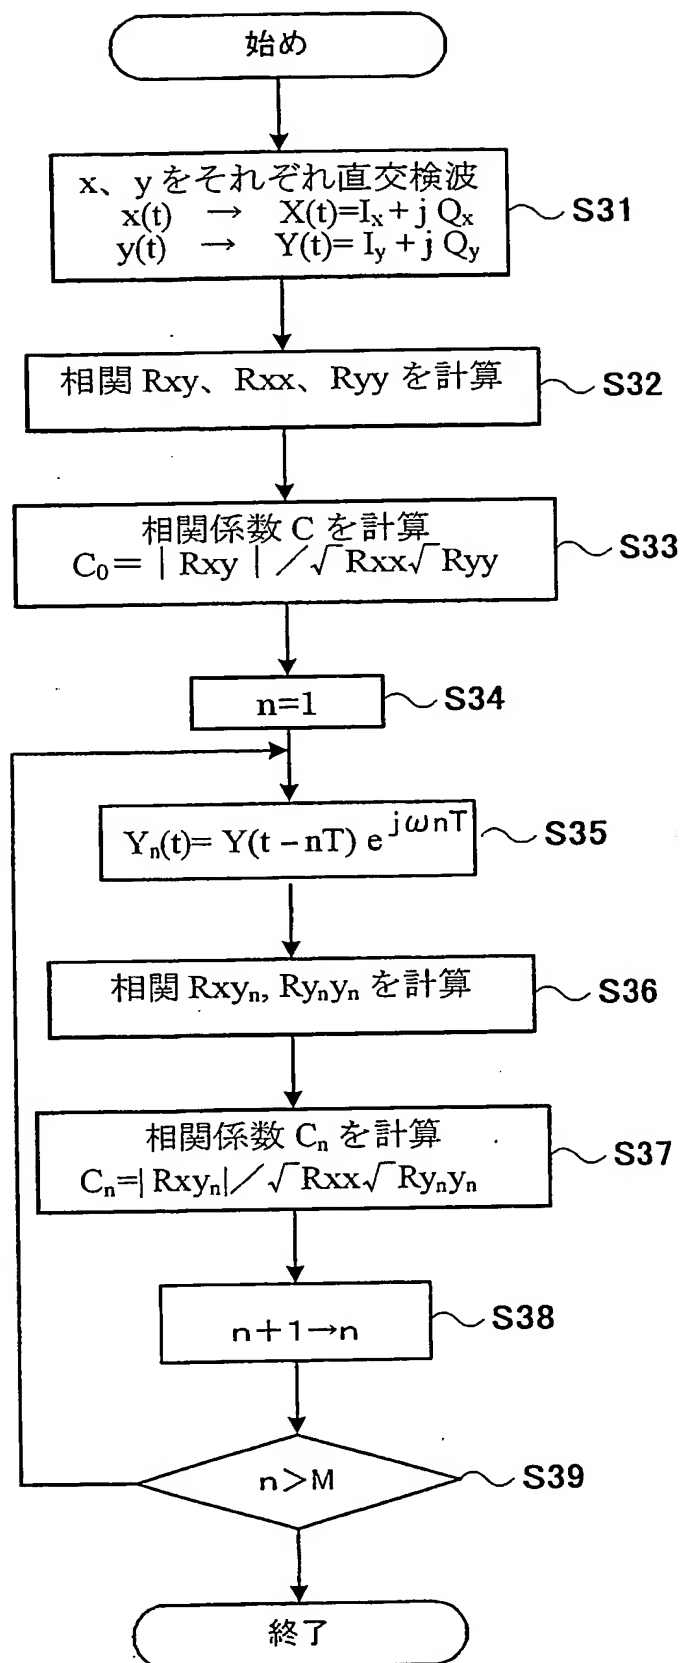 始め
x、yをそれぞれ直交検波
x(t) → X(t)=Iₓ + j Qₓ
y(t) → Y(t)= I_y + j Q_y
S31
相関 Rxy、Rxx、Ryy を計算
S32
相関係数 C を計算
C₀=｜Rxy｜／√Rxx√Ryy
S33
n=1
S34
Yₙ(t)= Y(t – nT) e^jωnT
S35
相関 Rxyₙ, Ryₙyₙ を計算
S36
相関係数 Cₙ を計算
Cₙ=|Rxyₙ|／√Rxx√Ryₙyₙ
S37
n+1→n
S38
n>M
S39
終了